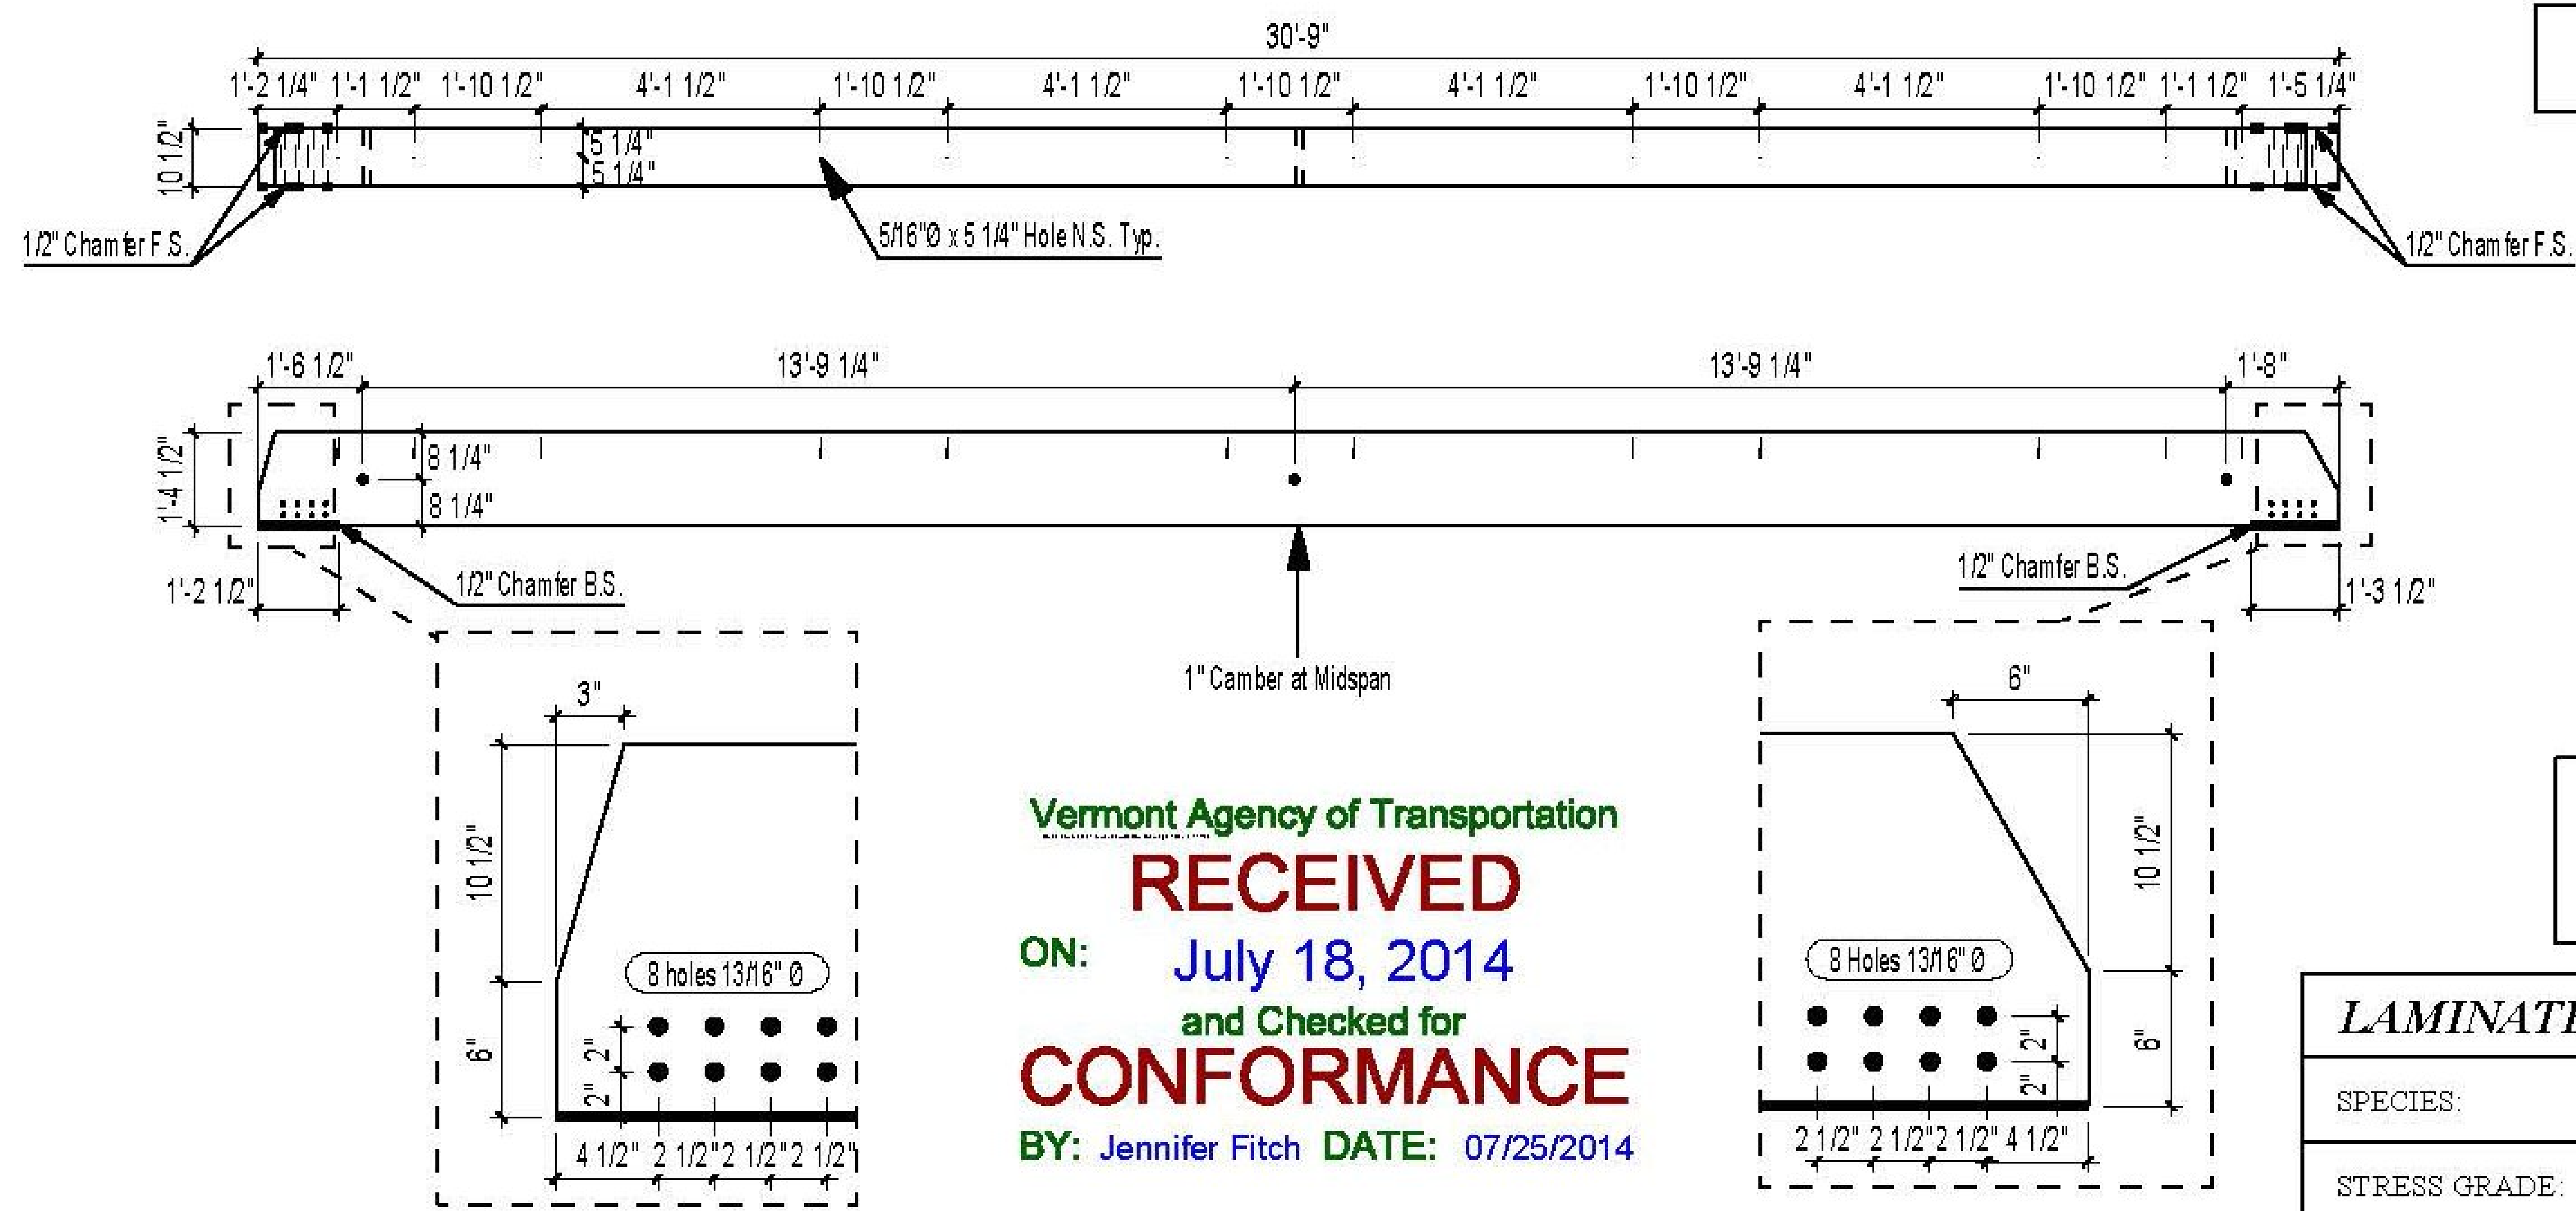 30'-9"
1'-2 1/4" 1'-1 1/2" 1'-10 1/2" 4'-1 1/2" 1'-10 1/2" 4'-1 1/2" 1'-10 1/2" 4'-1 1/2" 1'-10 1/2" 4'-1 1/2" 1'-10 1/2" 1'-1 1/2" 1'-5 1/4"
10 1/2"
5 1/4"
5 1/4"
1/2" Chamfer F.S.
5/16"Ø x 5 1/4" Hole N.S. Typ.
1/2" Chamfer F.S.
1'-6 1/2" 13'-9 1/4" 13'-9 1/4" 1'-8"
1'-4 1/2"
8 1/4"
8 1/4"
1'-2 1/2"
1/2" Chamfer B.S.
1/2" Chamfer B.S.
1'-3 1/2"
1" Camber at Midspan
3"
10 1/2"
8 holes 13/16" Ø
6"
2"
2"
4 1/2" 2 1/2" 2 1/2" 2 1/2"
Vermont Agency of Transportation
RECEIVED
ON: July 18, 2014
and Checked for
CONFORMANCE
BY: Jennifer Fitch DATE: 07/25/2014
6"
10 1/2"
8 Holes 13/16" Ø
2"
2"
6"
2 1/2" 2 1/2" 2 1/2" 4 1/2"
LAMINATE
SPECIES:
STRESS GRADE: